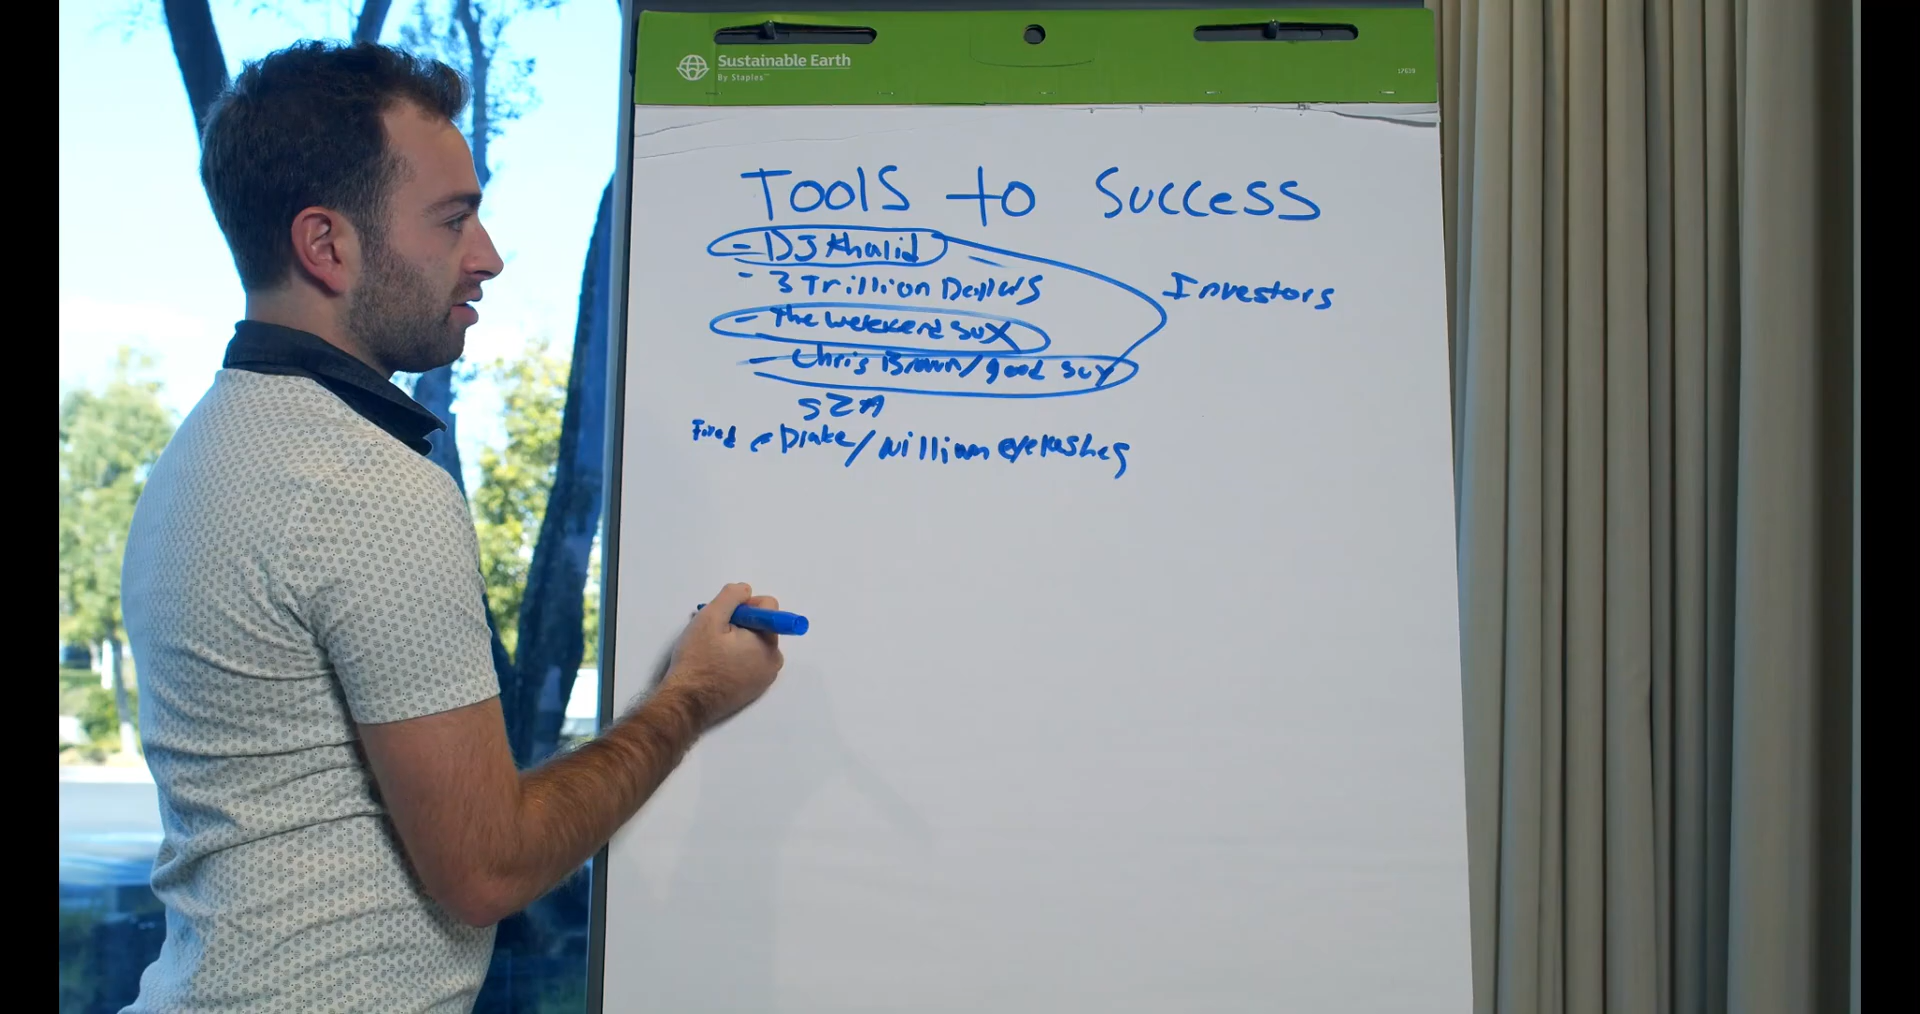 Sustainable Earth
By Staples™
TOOlS to Success
- DJ Khalid
- 3 Trillion Dollars
Investors
- The weekend sux
- Chris Brown/good guy
SZA
Fired - Drake/Million eyelashes